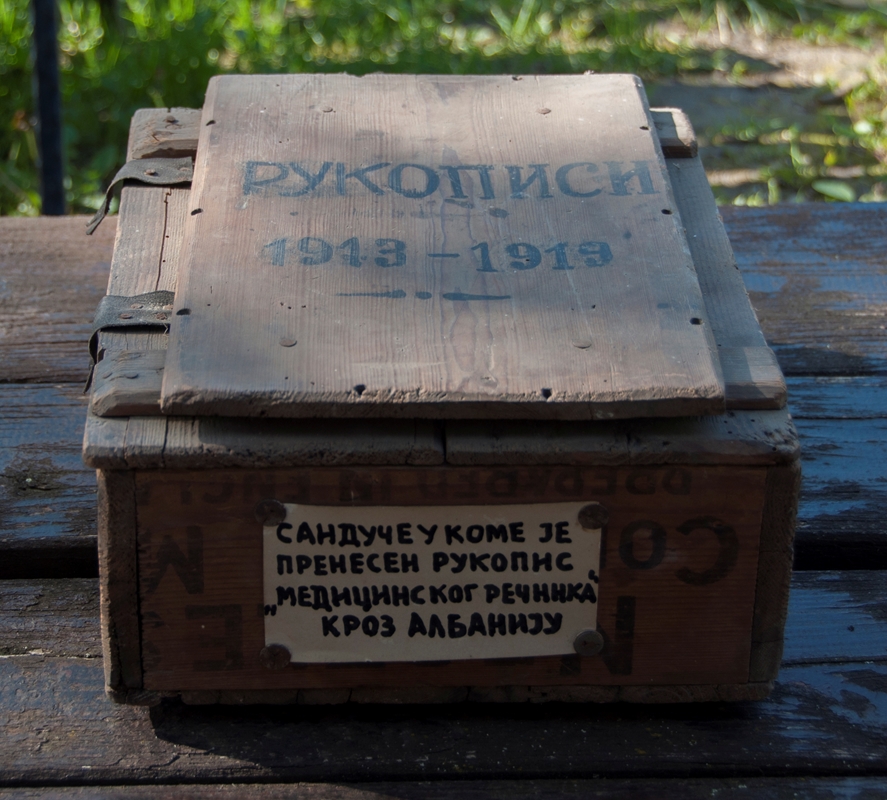 РУКОПИСИ
1913-1919
САНДУЧЕ У КОМЕ ЈЕ
ПРЕНЕСЕН РУКОПИС
„МЕДИЦИНСКОГ РЕЧНИКА"
КРОЗ АЛБАНИЈУ